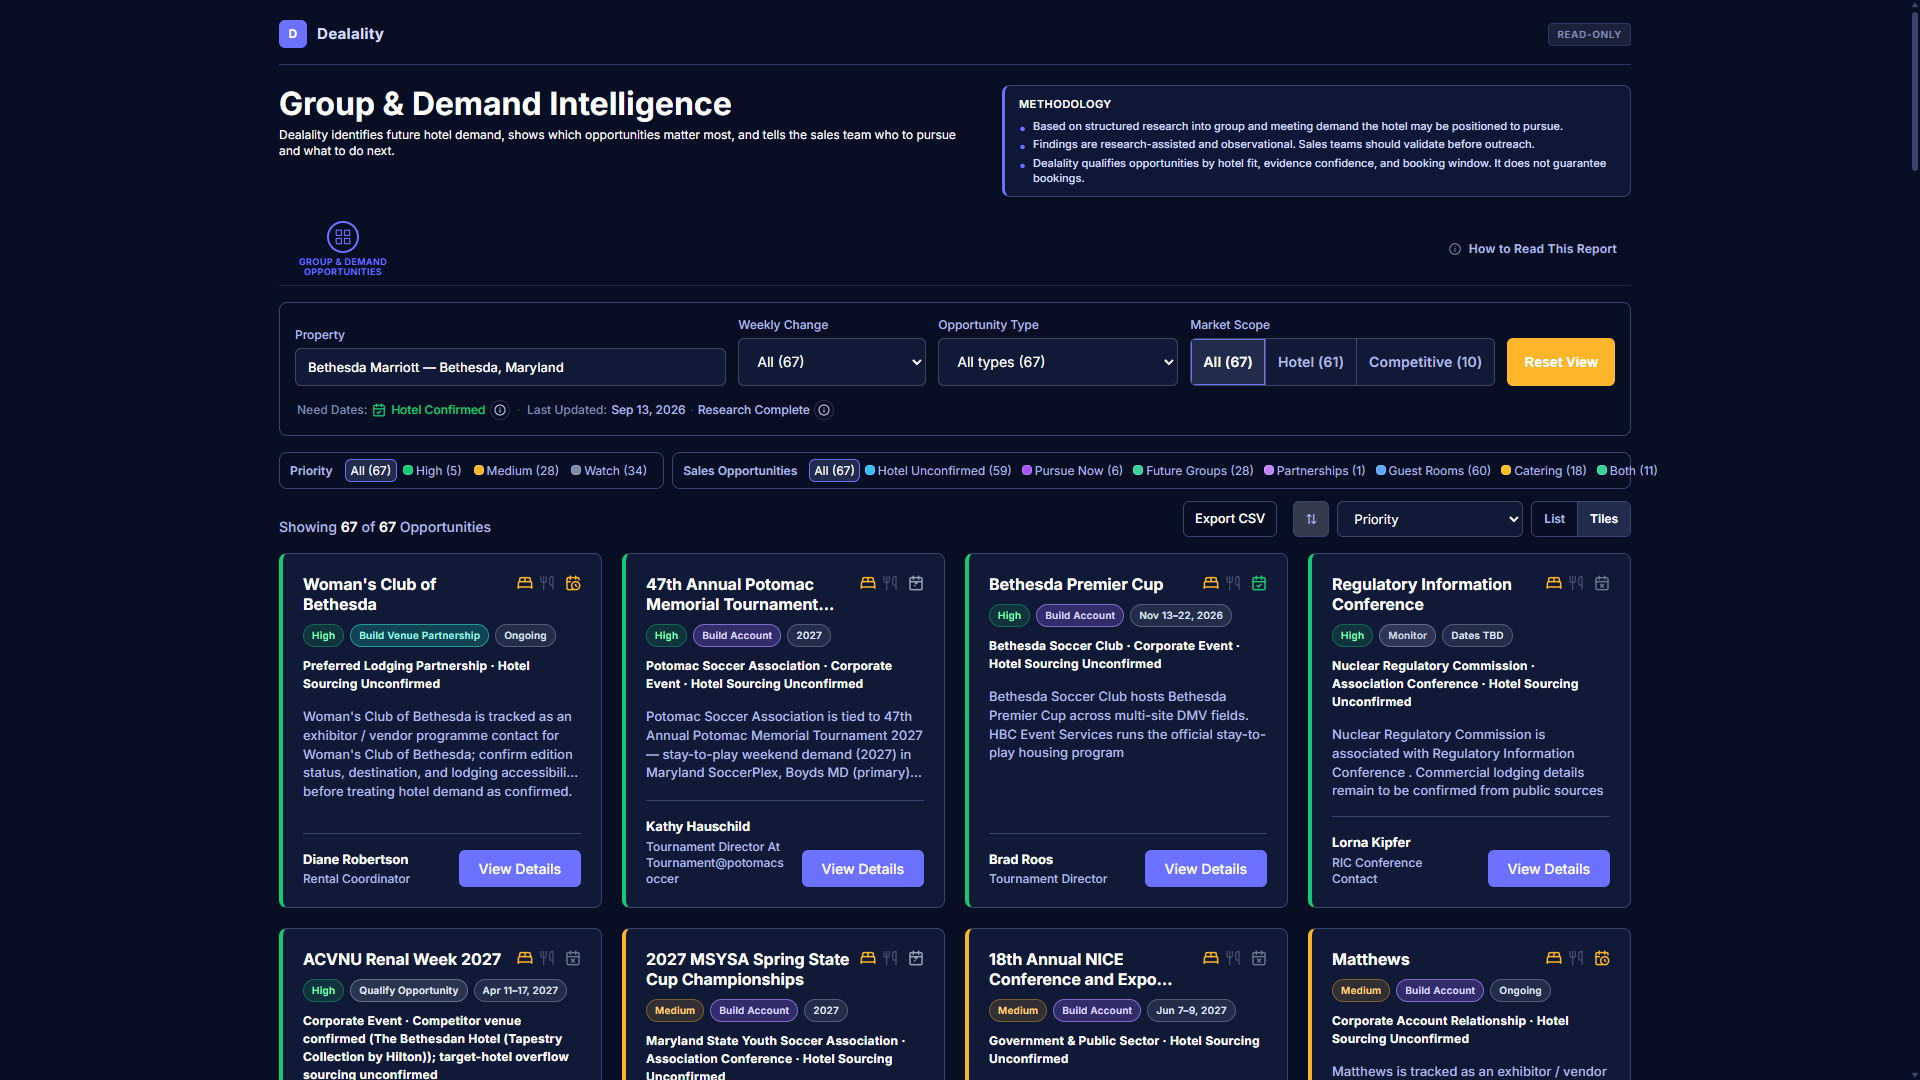 D Dealality
READ-ONLY
Group & Demand Intelligence
Dealality identifies future hotel demand, shows which opportunities matter most, and tells the sales team who to pursue
and what to do next.
METHODOLOGY
• Based on structured research into group and meeting demand the hotel may be positioned to pursue.
• Findings are research-assisted and observational. Sales teams should validate before outreach.
• Dealality qualifies opportunities by hotel fit, evidence confidence, and booking window. It does not guarantee
bookings.
GROUP & DEMAND
OPPORTUNITIES
How to Read This Report
Property
Bethesda Marriott — Bethesda, Maryland
Weekly Change
All (67)
Opportunity Type
All types (67)
Market Scope
All (67) Hotel (61) Competitive (10)
Reset View
Need Dates: Hotel Confirmed · Last Updated: Sep 13, 2026 · Research Complete
Priority All (67) High (5) Medium (28) Watch (34)
Sales Opportunities All (67) Hotel Unconfirmed (59) Pursue Now (6) Future Groups (28) Partnerships (1) Guest Rooms (60) Catering (18) Both (11)
Showing 67 of 67 Opportunities
Export CSV
Priority
List Tiles
Woman's Club of
Bethesda
High Build Venue Partnership Ongoing
Preferred Lodging Partnership · Hotel
Sourcing Unconfirmed
Woman's Club of Bethesda is tracked as an
exhibitor / vendor programme contact for
Woman's Club of Bethesda; confirm edition
status, destination, and lodging accessibili...
before treating hotel demand as confirmed.
Diane Robertson
Rental Coordinator
View Details
47th Annual Potomac
Memorial Tournament...
High Build Account 2027
Potomac Soccer Association · Corporate
Event · Hotel Sourcing Unconfirmed
Potomac Soccer Association is tied to 47th
Annual Potomac Memorial Tournament 2027
— stay-to-play weekend demand (2027) in
Maryland SoccerPlex, Boyds MD (primary)...
Kathy Hauschild
Tournament Director At
Tournament@potomacs
occer
View Details
Bethesda Premier Cup
High Build Account Nov 13–22, 2026
Bethesda Soccer Club · Corporate Event ·
Hotel Sourcing Unconfirmed
Bethesda Soccer Club hosts Bethesda
Premier Cup across multi-site DMV fields.
HBC Event Services runs the official stay-to-
play housing program
Brad Roos
Tournament Director
View Details
Regulatory Information
Conference
High Monitor Dates TBD
Nuclear Regulatory Commission ·
Association Conference · Hotel Sourcing
Unconfirmed
Nuclear Regulatory Commission is
associated with Regulatory Information
Conference . Commercial lodging details
remain to be confirmed from public sources
Lorna Kipfer
RIC Conference
Contact
View Details
ACVNU Renal Week 2027
High Qualify Opportunity Apr 11–17, 2027
Corporate Event · Competitor venue
confirmed (The Bethesdan Hotel (Tapestry
Collection by Hilton)); target-hotel overflow
sourcing unconfirmed
2027 MSYSA Spring State
Cup Championships
Medium Build Account 2027
Maryland State Youth Soccer Association ·
Association Conference · Hotel Sourcing
Unconfirmed
18th Annual NICE
Conference and Expo...
Medium Build Account Jun 7–9, 2027
Government & Public Sector · Hotel Sourcing
Unconfirmed
Matthews
Medium Build Account Ongoing
Corporate Account Relationship · Hotel
Sourcing Unconfirmed
Matthews is tracked as an exhibitor / vendor